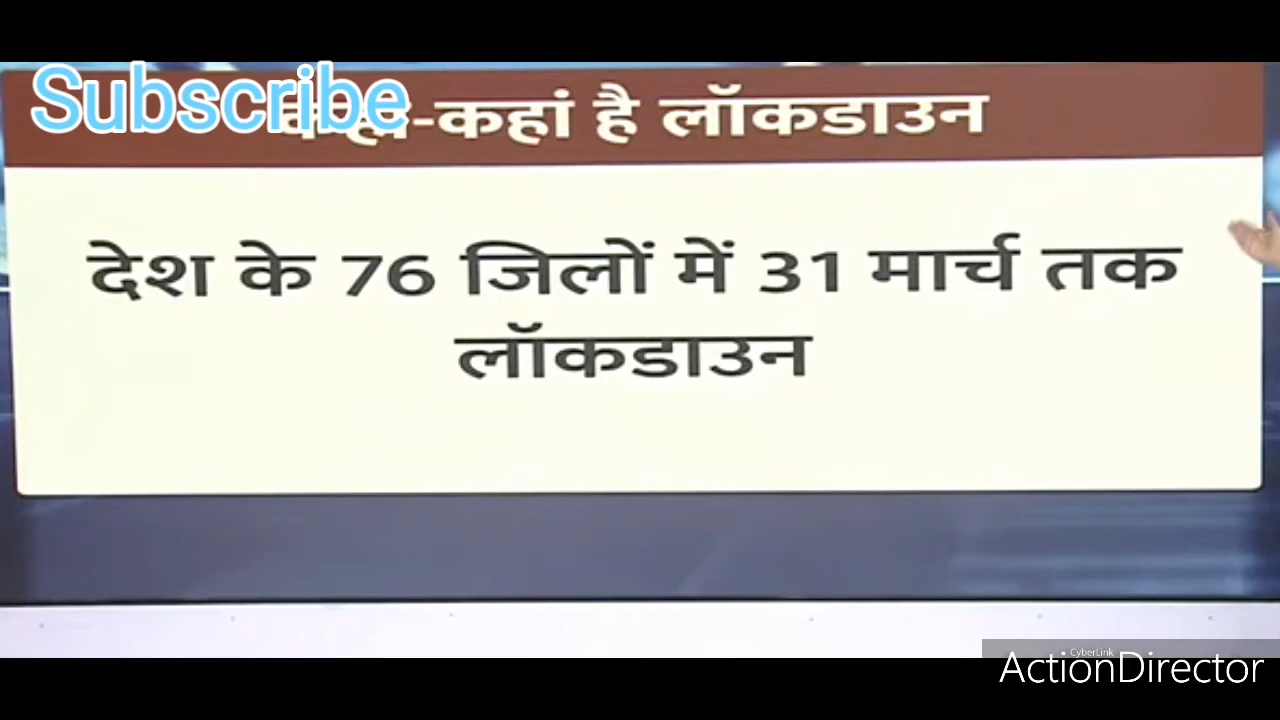 Subscribe
-कहां है लॉकडाउन
देश के 76 जिलों में 31 मार्च तक
लॉकडाउन
CyberLink
ActionDirector